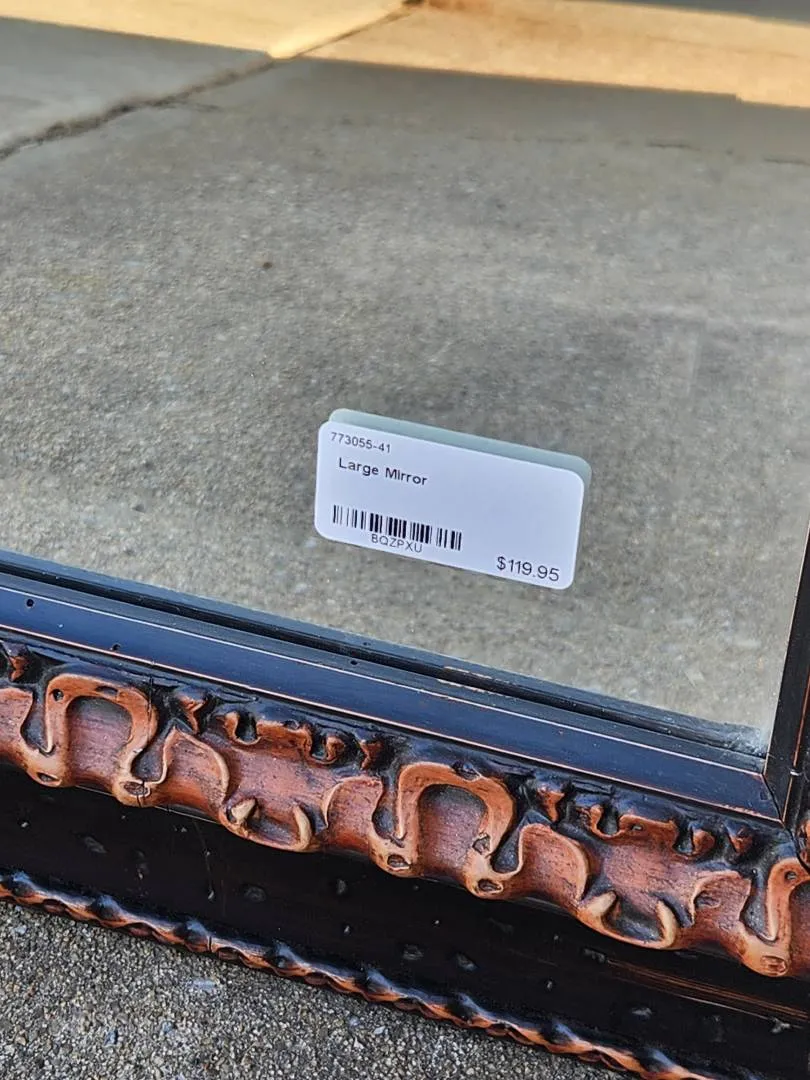 773055-41
Large Mirror
BQZPXU
$119.95